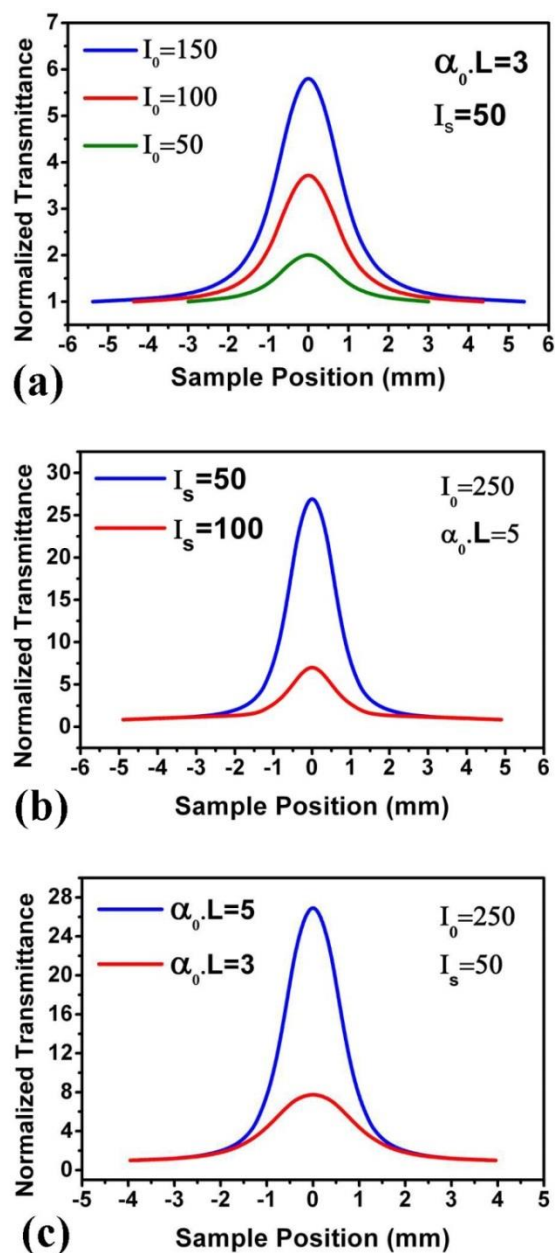 7
6
5
4
3
2
1
Normalized Transmittance
I₀=150
I₀=100
I₀=50
α₀.L=3
Iₛ=50
-6 -5 -4 -3 -2 -1 0 1 2 3 4 5 6
Sample Position (mm)
(a)
30
25
20
15
10
5
0
Normalized Transmittance
Iₛ=50
Iₛ=100
I₀=250
α₀.L=5
-6 -5 -4 -3 -2 -1 0 1 2 3 4 5 6
Sample Position (mm)
(b)
28
24
20
16
12
8
4
0
Normalized Transmittance
α₀.L=5
α₀.L=3
I₀=250
Iₛ=50
-5 -4 -3 -2 -1 0 1 2 3 4 5
Sample Position (mm)
(c)